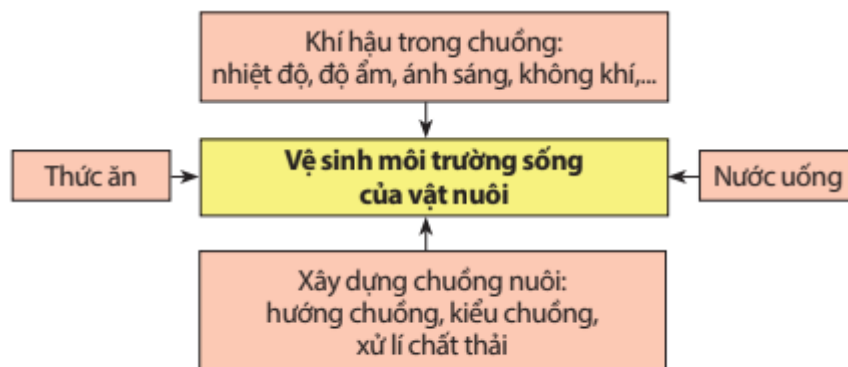 Khí hậu trong chuồng:
nhiệt độ, độ ẩm, ánh sáng, không khí,...
Thức ăn
Vệ sinh môi trường sống
của vật nuôi
Nước uống
Xây dựng chuồng nuôi:
hướng chuồng, kiểu chuồng,
xử lí chất thải